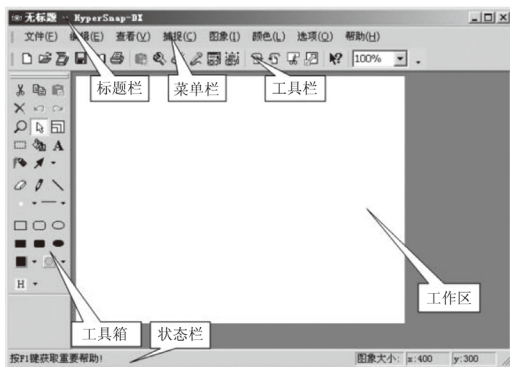 无标题 - HyperSnap-DX
文件(F) 编辑(E) 查看(V) 捕捉(C) 图象(I) 颜色(L) 选项(O) 帮助(H)
100%
标题栏 菜单栏 工具栏
A
工作区
H
工具箱 状态栏
按F1键获取重要帮助! 图象大小: x:400 y:300